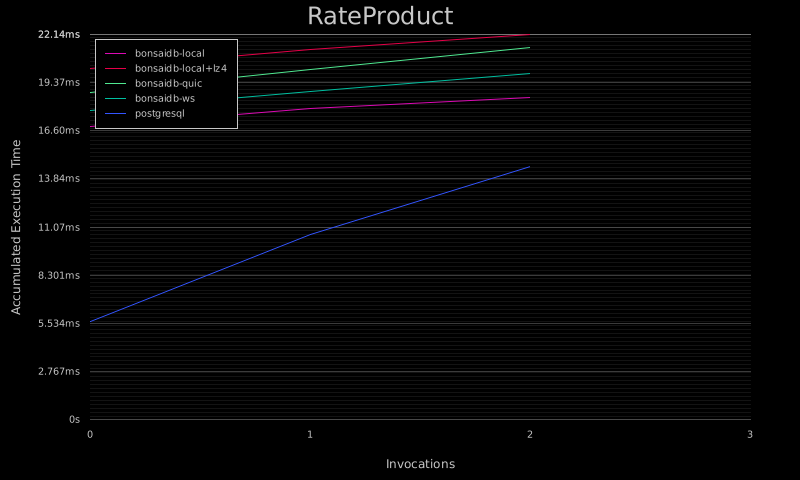 RateProduct
22.14ms
19.37ms
16.60ms
13.84ms
11.07ms
8.301ms
5.534ms
2.767ms
0s
Accumulated Execution Time
bonsaidb-local
bonsaidb-local+lz4
bonsaidb-quic
bonsaidb-ws
postgresql
0 1 2 3
Invocations